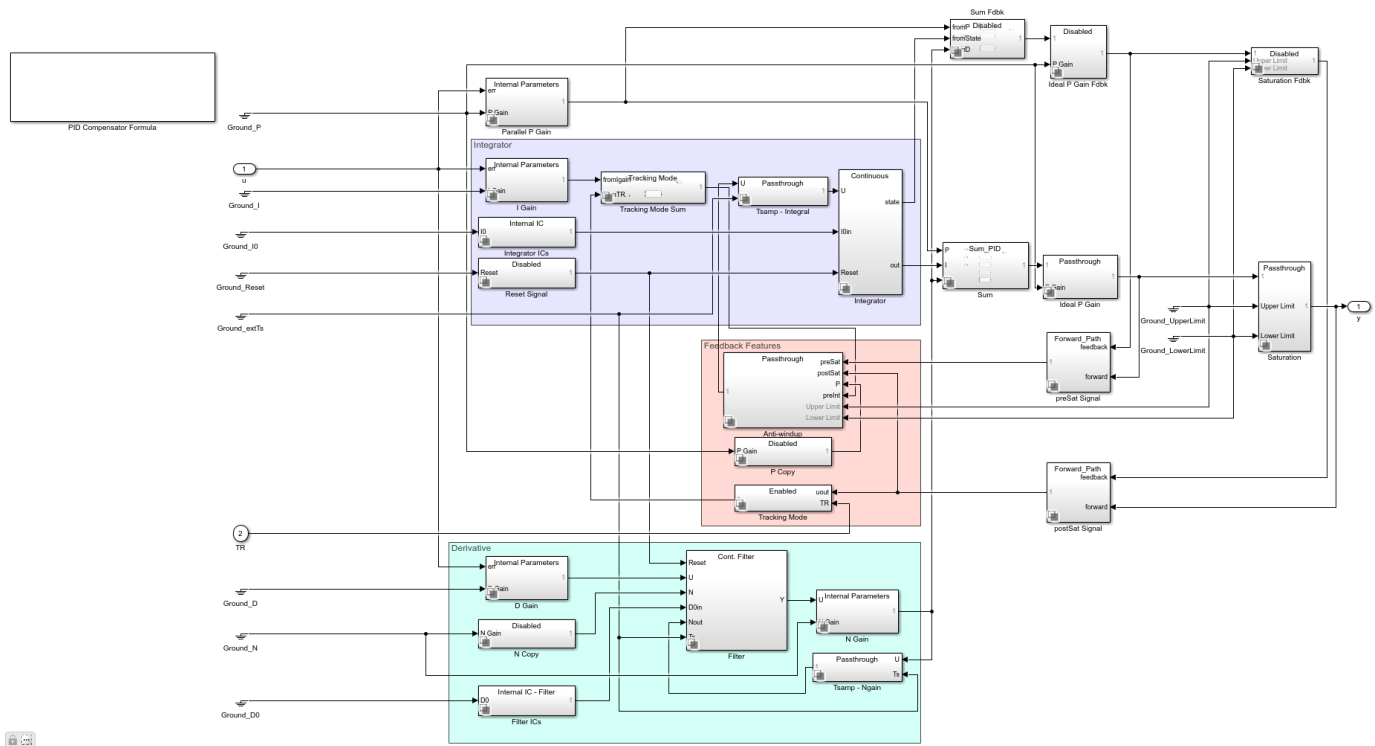 Sum Fdbk
Disabled
fromP
fromState
Disabled
1
1
P Gain
Ideal P Gain Fdbk
Disabled
1
1
Saturation Fdbk
PID Compensator Formula
Internal Parameters
err
P Gain
1
Parallel P Gain
Ground_P
Integrator
1
u
Internal Parameters
err
1
I Gain
Ground_I
Tracking Mode
Tracking Mode Sum
U
Passthrough
1
Tsamp - Integral
Continuous
U
state
I0in
out
Reset
Integrator
Internal IC
I0
1
Integrator ICs
Ground_I0
Disabled
Reset
1
Reset Signal
Ground_Reset
Ground_extTs
Sum_PID
P
I
Sum
Passthrough
1
1
Ideal P Gain
Passthrough
1
Upper Limit
1
Lower Limit
Saturation
1
y
Ground_UpperLimit
Ground_LowerLimit
Forward_Path
feedback
1
forward
preSat Signal
Feedback Features
Passthrough
preSat
postSat
P
preInt
Upper Limit
Lower Limit
1
Anti-windup
Disabled
P Gain
1
P Copy
Enabled
uout
TR
Tracking Mode
Forward_Path
feedback
1
forward
postSat Signal
2
TR
Derivative
Internal Parameters
err
1
D Gain
Ground_D
Disabled
N Gain
1
N Copy
Ground_N
Internal IC - Filter
D0
1
Filter ICs
Ground_D0
Cont. Filter
Reset
U
N
Y
D0in
Nout
Ts
Filter
Internal Parameters
U
1
N Gain
Passthrough
U
1
Ts
Tsamp - Ngain